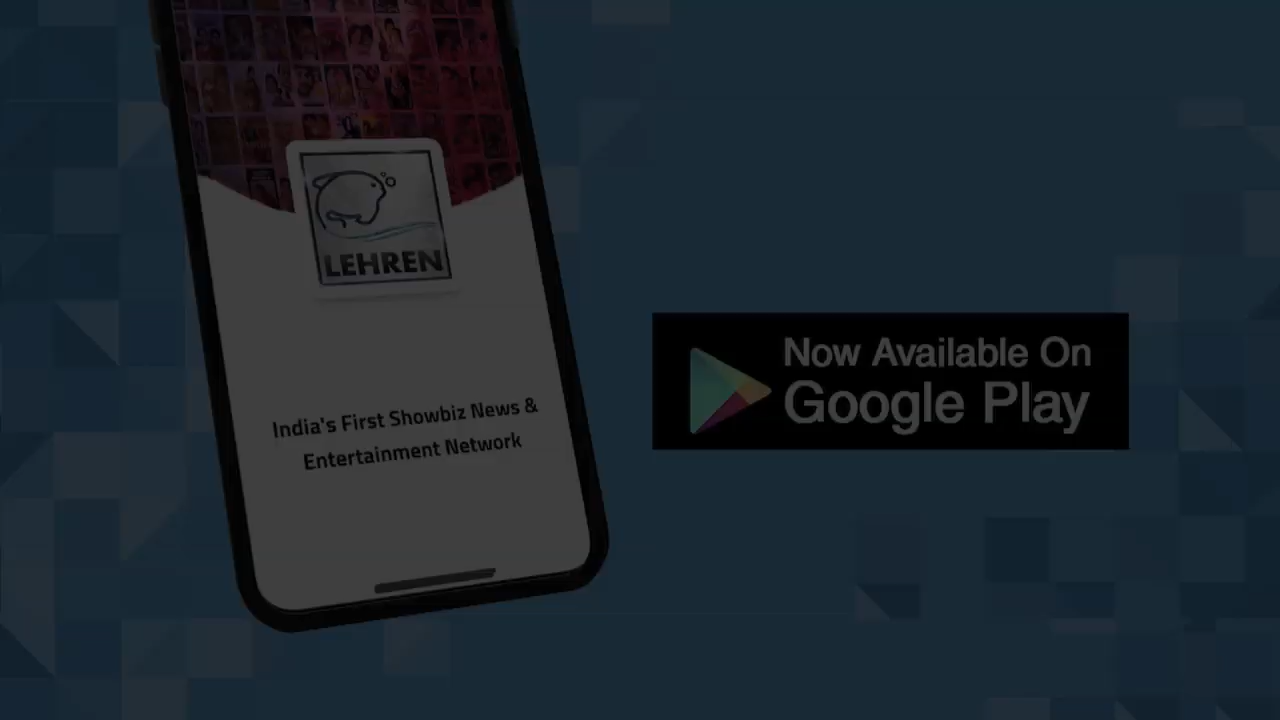 LEHREN
India's First Showbiz News &
Entertainment Network
Now Available On
Google Play